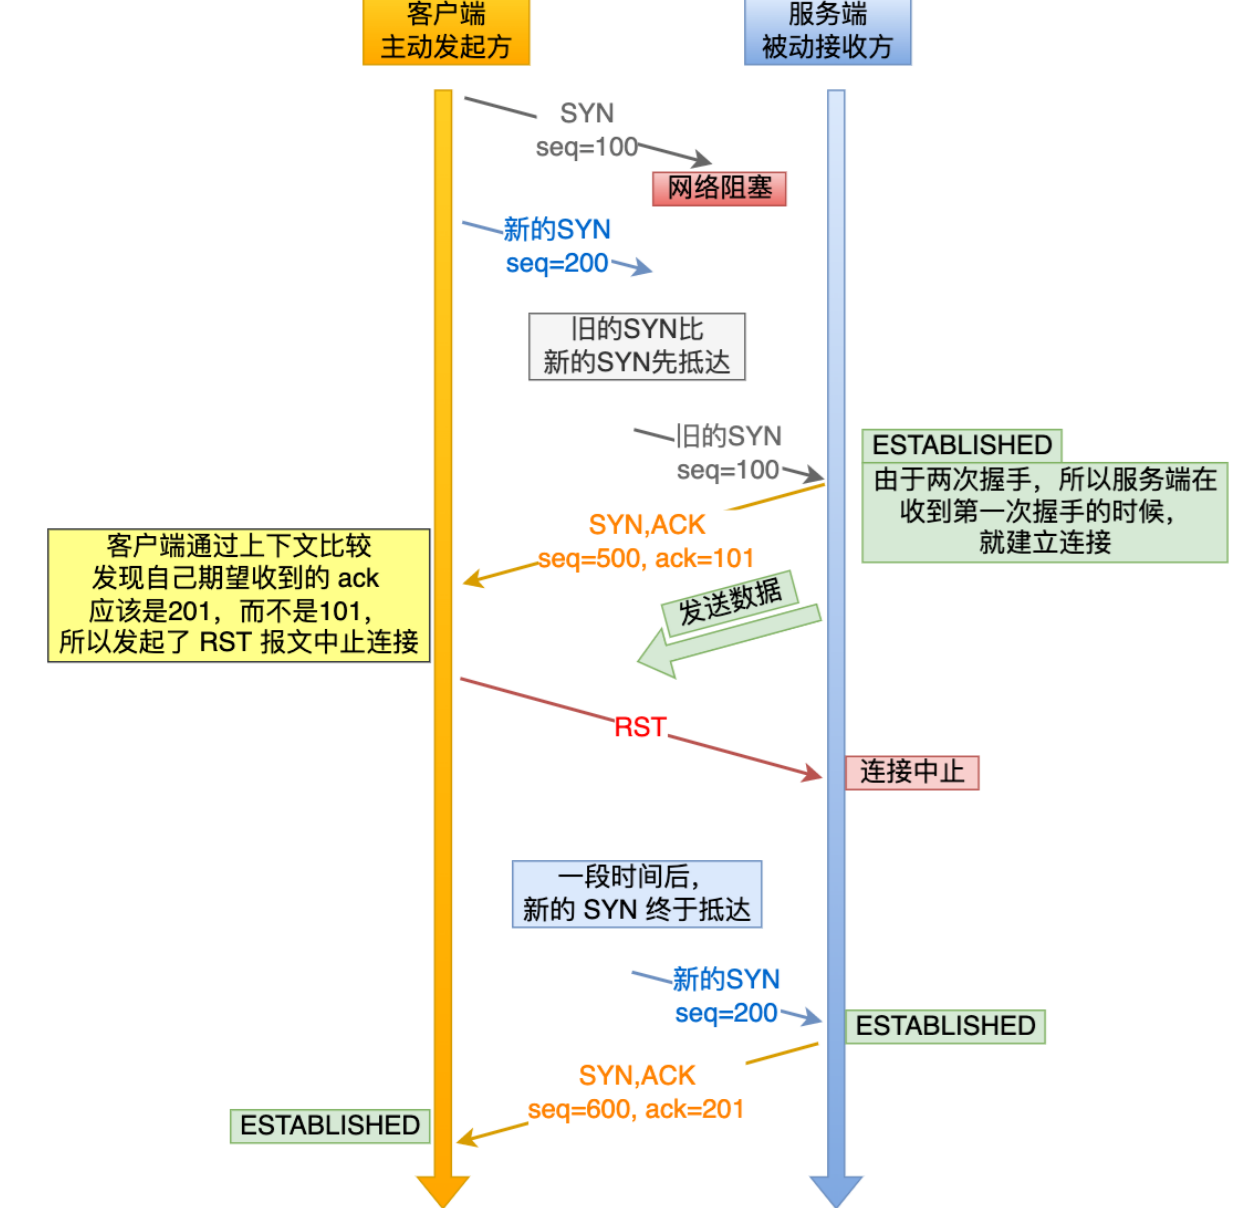 客户端
主动发起方
服务端
被动接收方
SYN
seq=100
网络阻塞
新的SYN
seq=200
旧的SYN比
新的SYN先抵达
旧的SYN
seq=100
ESTABLISHED
由于两次握手，所以服务端在
收到第一次握手的时候，
就建立连接
SYN,ACK
seq=500, ack=101
客户端通过上下文比较
发现自己期望收到的 ack
应该是201，而不是101，
所以发起了 RST 报文中止连接
发送数据
RST
连接中止
一段时间后，
新的 SYN 终于抵达
新的SYN
seq=200
ESTABLISHED
SYN,ACK
seq=600, ack=201
ESTABLISHED